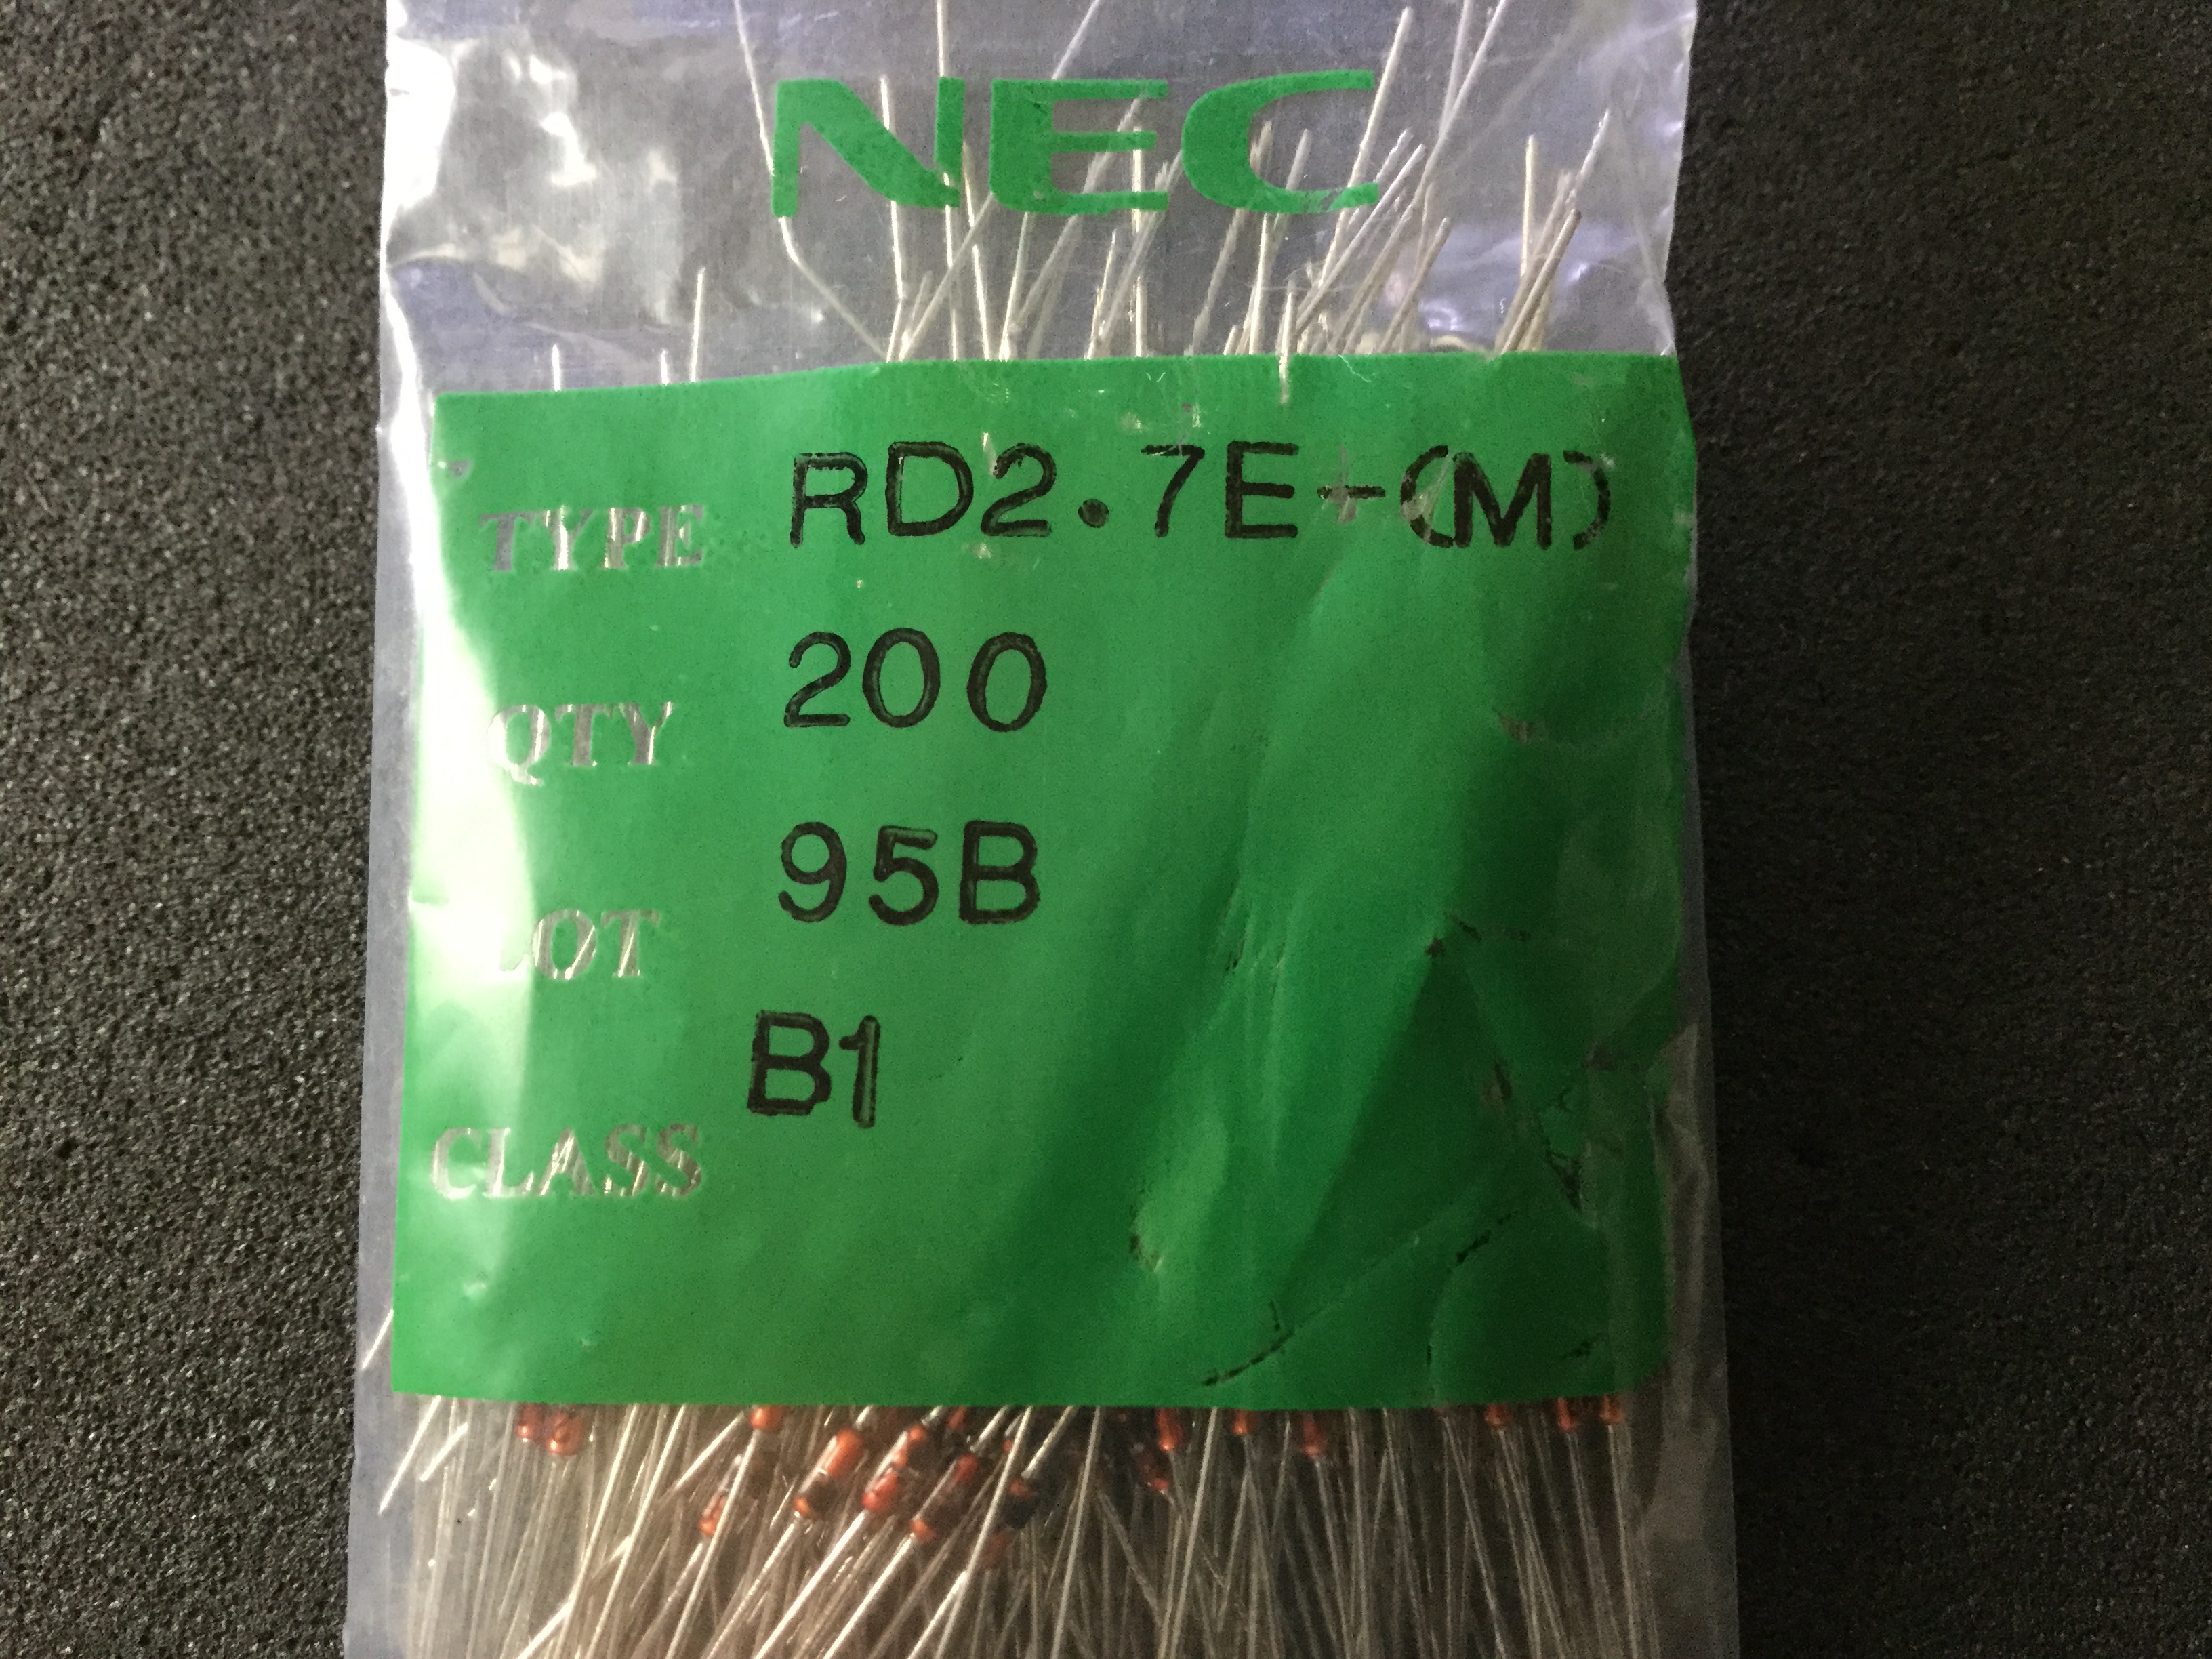 NEC
TYPE RD2.7E-(M)
QTY 200
LOT 95B
CLASS B1